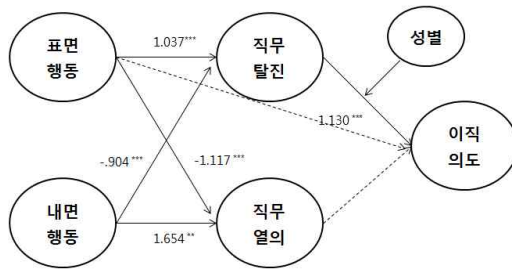 표면
행동
1.037***
직무
탈진
성별
1.130 ***
이직
의도
-.904 ***
-1.117 ***
내면
행동
1.654 **
직무
열의